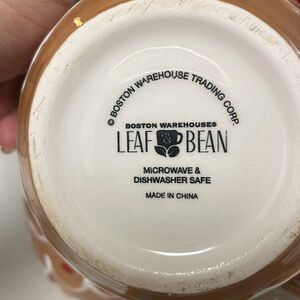 © BOSTON WAREHOUSE TRADING CORP.
BOSTON WAREHOUSE®
LEAF BEAN
MICROWAVE &
DISHWASHER SAFE
MADE IN CHINA